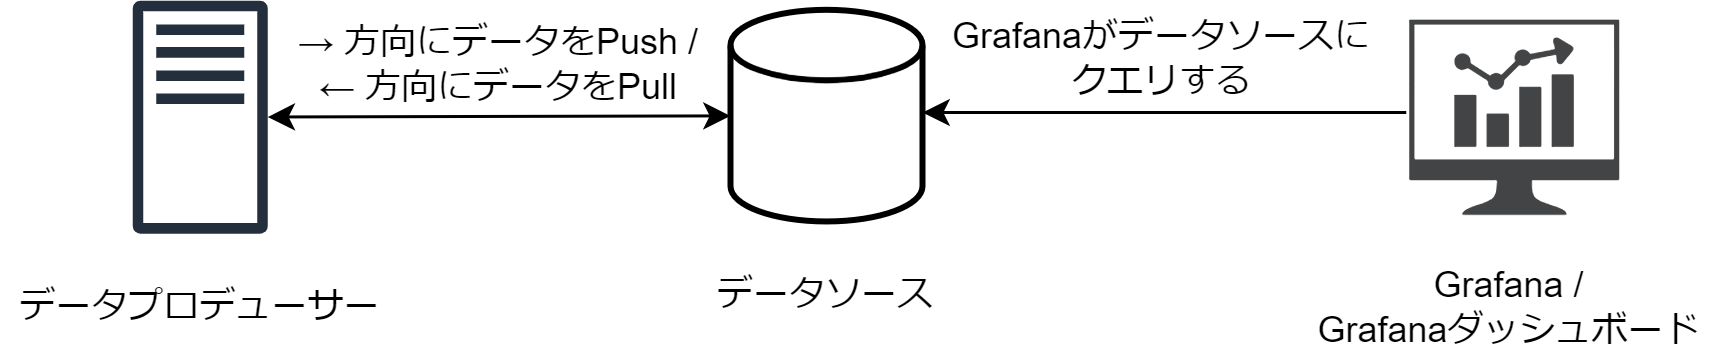 → 方向にデータをPush /
← 方向にデータをPull
Grafanaがデータソースに
クエリする
データプロデューサー
データソース
Grafana /
Grafanaダッシュボード